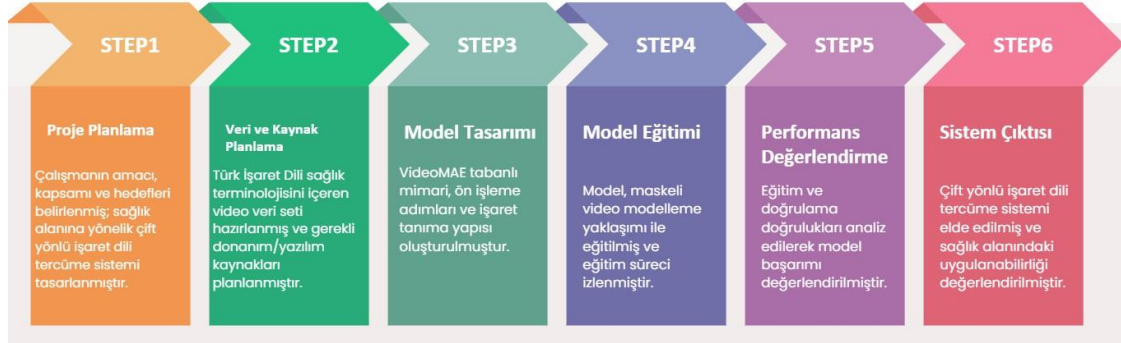 STEP1
Proje Planlama
Çalışmanın amacı,
kapsamı ve hedefleri
belirlenmiş; sağlık
alanına yönelik çift
yönlü işaret dili
tercüme sistemi
tasarlanmıştır.
STEP2
Veri ve Kaynak
Planlama
Türk İşaret Dili sağlık
terminolojisini içeren
video veri seti
hazırlanmış ve gerekli
donanım/yazılım
kaynakları
planlanmıştır.
STEP3
Model Tasarımı
VideoMAE tabanlı
mimari, ön işleme
adımları ve işaret
tanıma yapısı
oluşturulmuştur.
STEP4
Model Eğitimi
Model, maskeli
video modelleme
yaklaşımı ile
eğitilmiş ve
eğitim süreci
izlenmiştir.
STEP5
Performans
Değerlendirme
Eğitim ve
doğrulama
doğrulukları analiz
edilerek model
başarımı
değerlendirilmiştir.
STEP6
Sistem Çıktısı
Çift yönlü işaret dili
tercüme sistemi
elde edilmiş ve
sağlık alanındaki
uygulanabilirliği
değerlendirilmiştir.